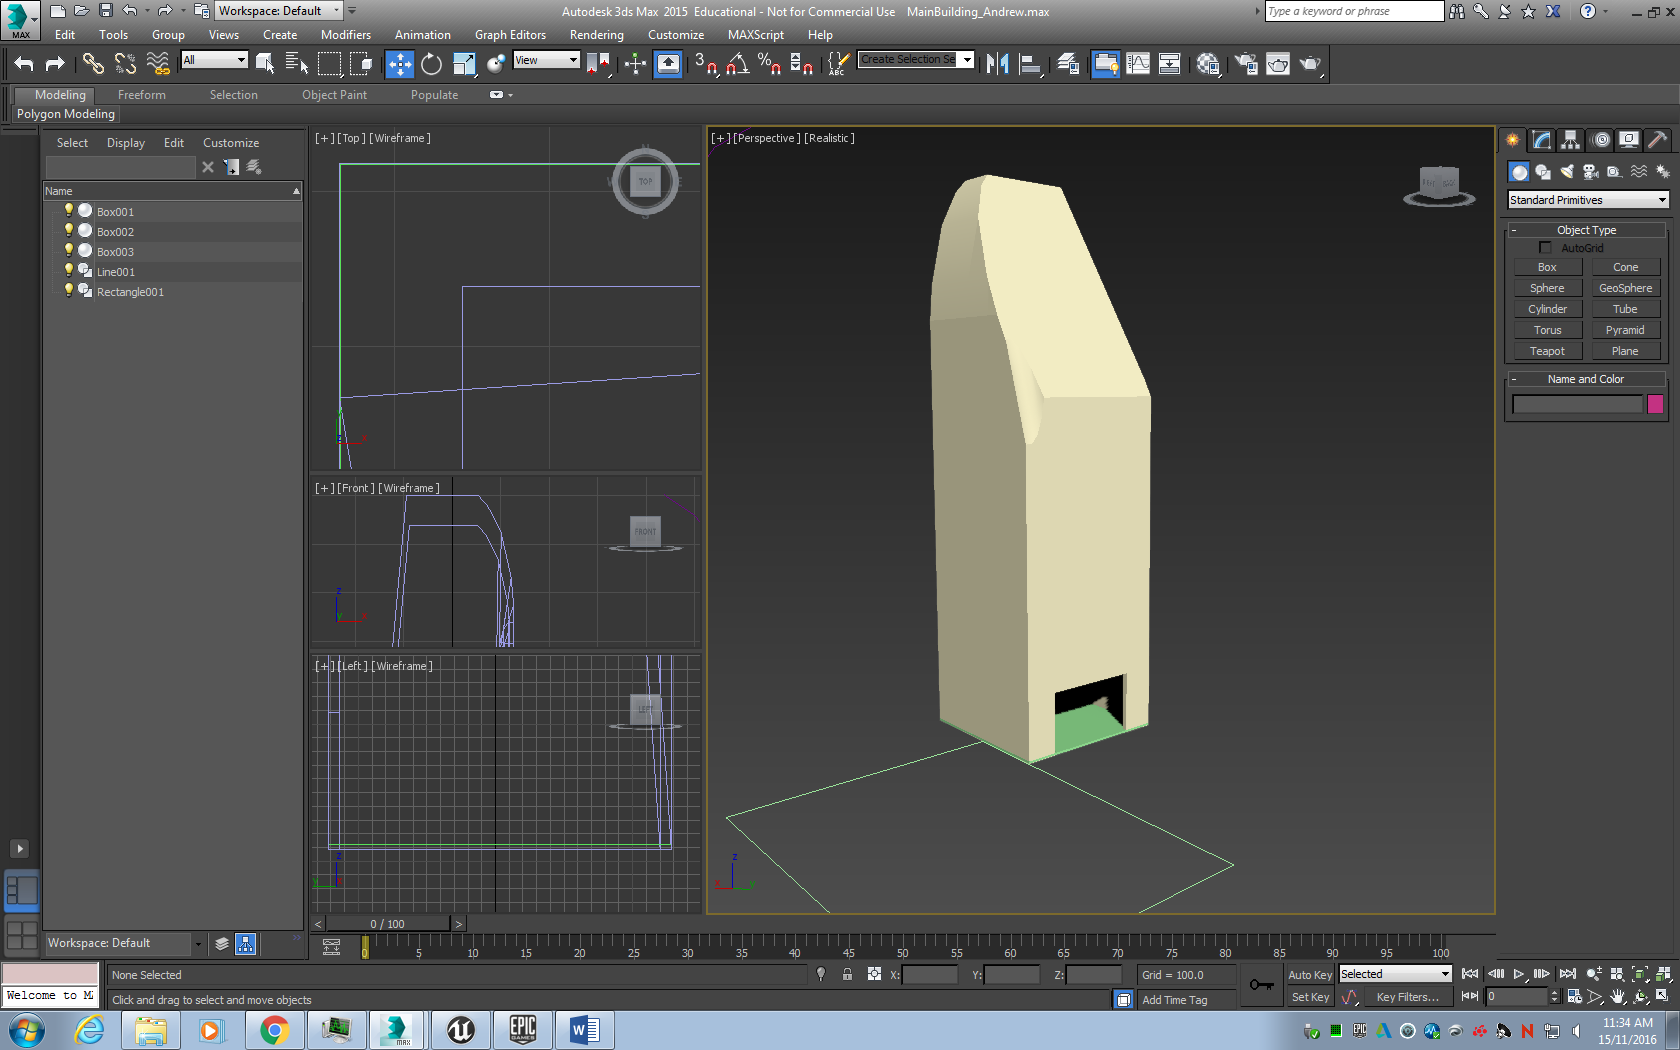 Workspace: Default
Autodesk 3ds Max 2015 Educational - Not for Commercial Use MainBuilding_Andrew.max
Type a keyword or phrase
MAX
Edit Tools Group Views Create Modifiers Animation Graph Editors Rendering Customize MAXScript Help
All
View
3
%
ABC
Create Selection Se
Modeling Freeform Selection Object Paint Populate
Polygon Modeling
Select Display Edit Customize
Name
Box001
Box002
Box003
Line001
Rectangle001
[+] [Top] [Wireframe]
TOP
[+] [Front] [Wireframe]
FRONT
[+] [Left] [Wireframe]
LEFT
[+] [Perspective] [Realistic]
Standard Primitives
- Object Type
AutoGrid
Box Cone
Sphere GeoSphere
Cylinder Tube
Torus Pyramid
Teapot Plane
- Name and Color
Workspace: Default
< 0 / 100 >
0 5 10 15 20 25 30 35 40 45 50 55 60 65 70 75 80 85 90 95 100
None Selected
X: Y: Z: Grid = 100.0
Auto Key Selected
Welcome to MA
Click and drag to select and move objects
Add Time Tag
Set Key Key Filters... 0
MAX
EPIC
GAMES
W
11:34 AM
15/11/2016